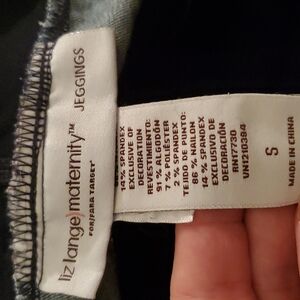 liz lange)maternity™ JEGGINGS
FOR/PARA TARGET*
14% SPANDEX
EXCLUSIVE OF
DECORATION
REVESTIMIENTO:
91% ALGODÓN
7% POLIÉSTER
2% SPANDEX
TEJIDO DE PUNTO:
86% NAILON
14% SPANDEX
EXCLUSIVO DE
DECORACIÓN
RN17730
UN1210384
S
MADE IN CHINA